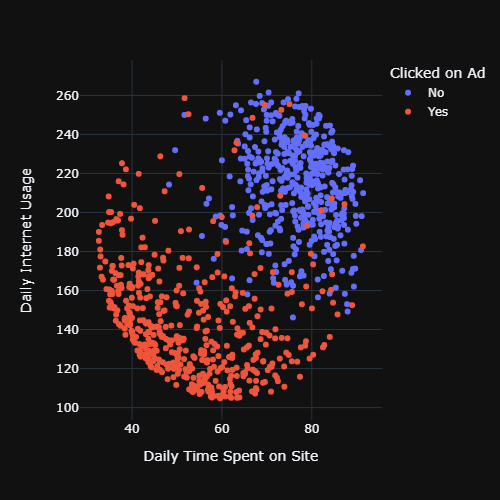 Clicked on Ad
No
Yes
260
240
220
200
180
160
140
120
100
Daily Internet Usage
40 60 80
Daily Time Spent on Site